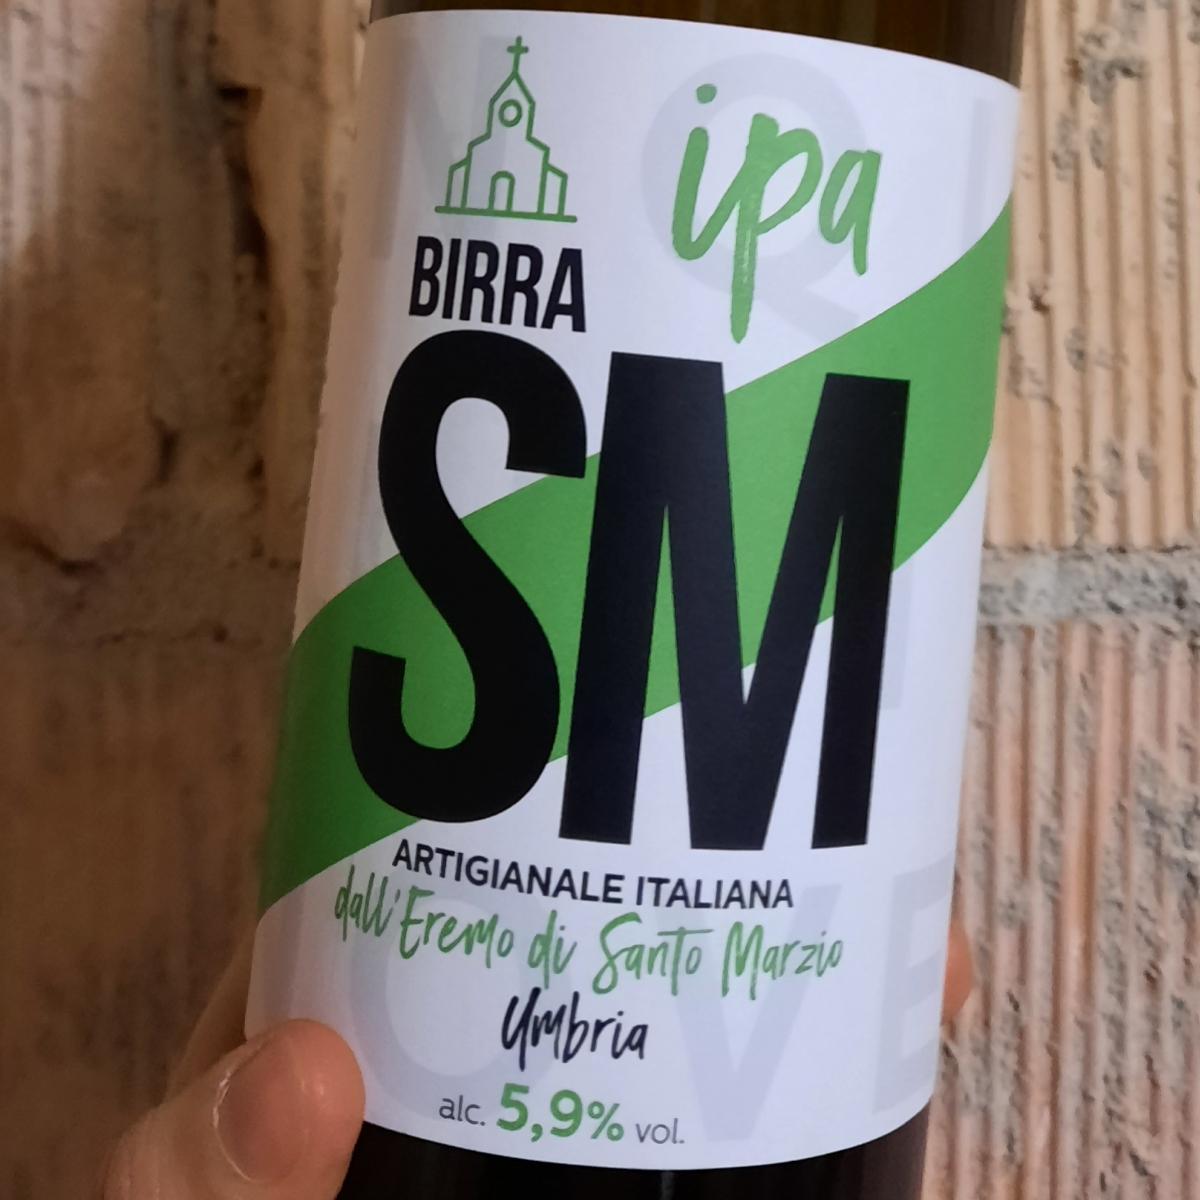 ipa
BIRRA
SM
ARTIGIANALE ITALIANA
dall'Eremo di Santo Marzio
Umbria
alc. 5,9% vol.